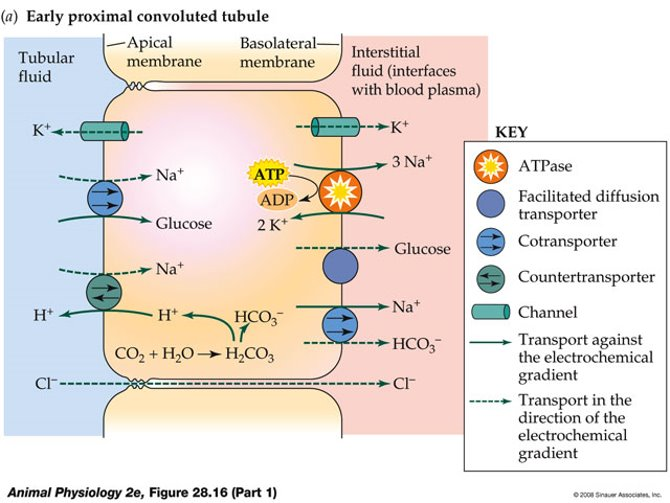 (a) Early proximal convoluted tubule
Tubular
fluid
Apical
membrane
Basolateral
membrane
Interstitial
fluid (interfaces
with blood plasma)
K⁺
K⁺
Na⁺
Glucose
ATP
ADP
3 Na⁺
2 K⁺
Glucose
Na⁺
H⁺
H⁺
HCO₃⁻
CO₂ + H₂O → H₂CO₃
Na⁺
HCO₃⁻
Cl⁻
Cl⁻
KEY
ATPase
Facilitated diffusion
transporter
Cotransporter
Countertransporter
Channel
Transport against
the electrochemical
gradient
Transport in the
direction of the
electrochemical
gradient
Animal Physiology 2e, Figure 28.16 (Part 1)
© 2008 Sinauer Associates, Inc.